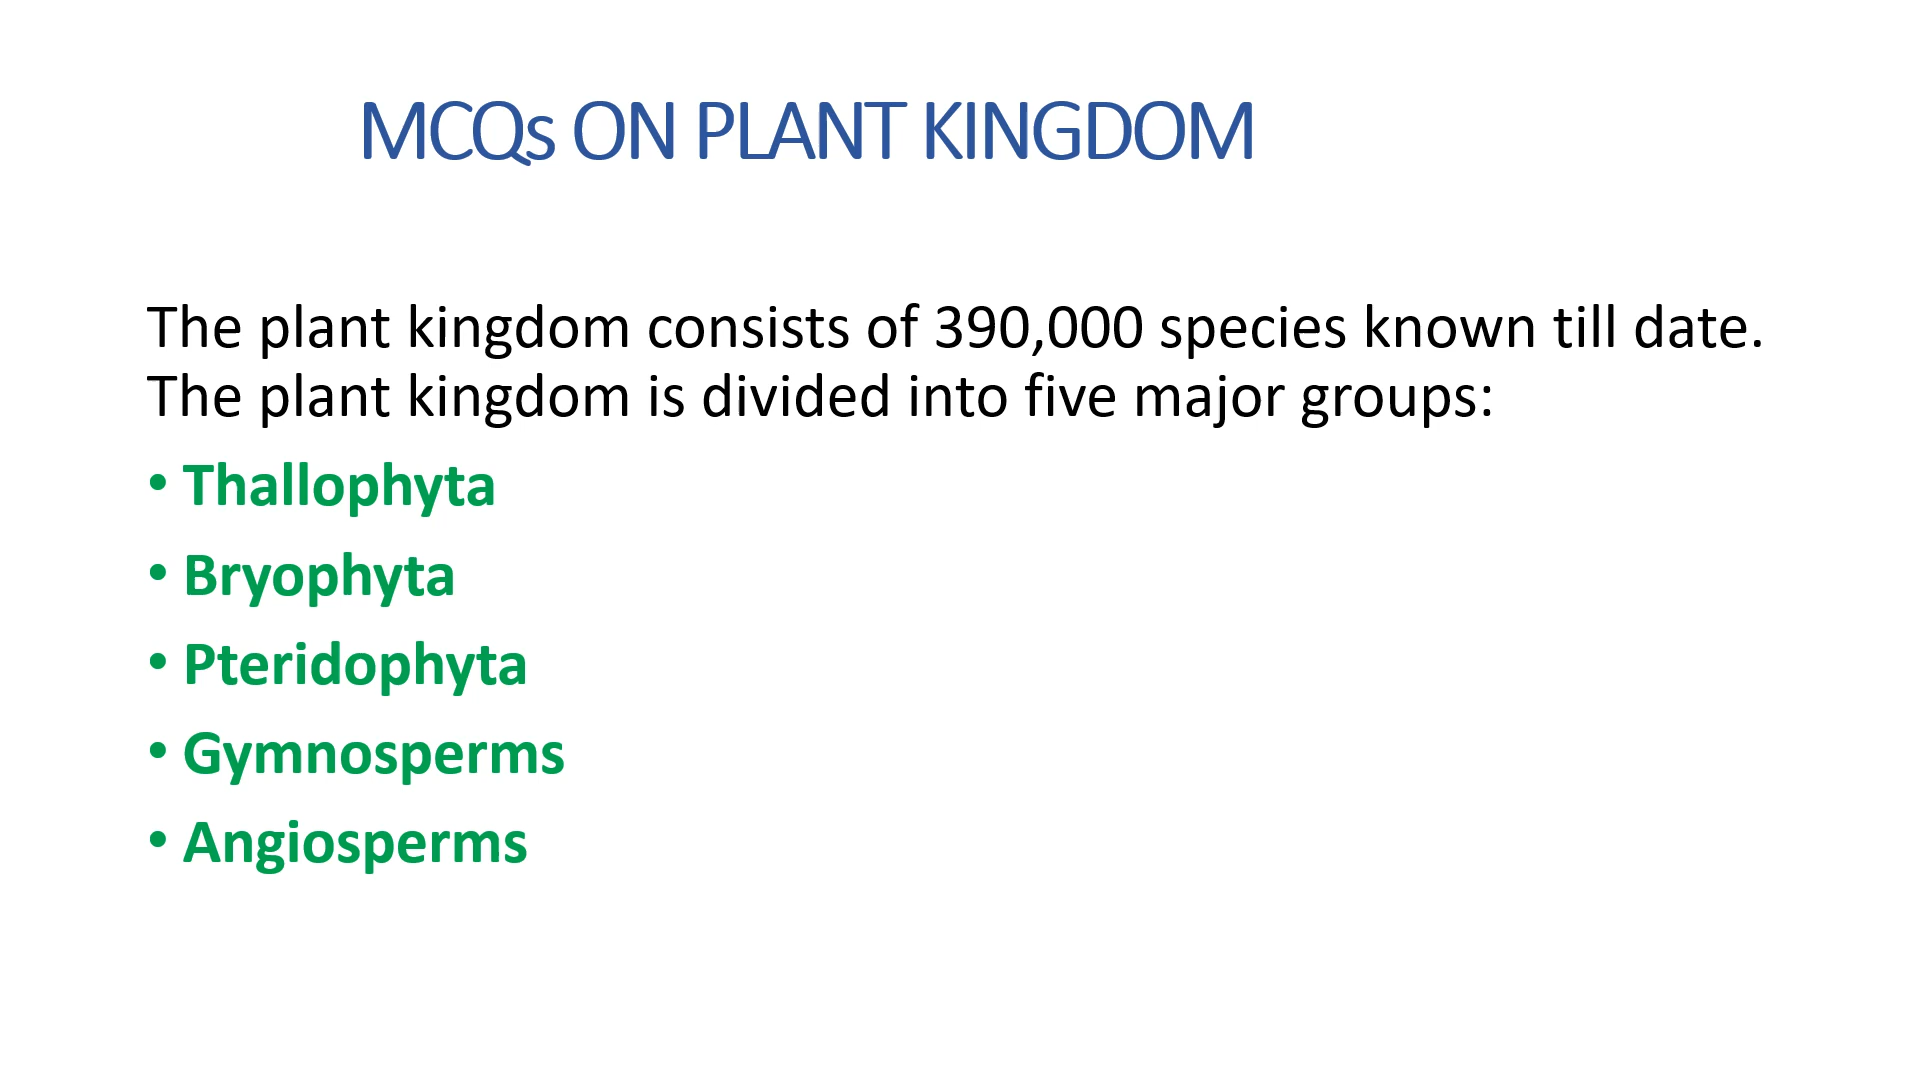 MCQs ON PLANT KINGDOM
The plant kingdom consists of 390,000 species known till date.
The plant kingdom is divided into five major groups:
• Thallophyta
• Bryophyta
• Pteridophyta
• Gymnosperms
• Angiosperms